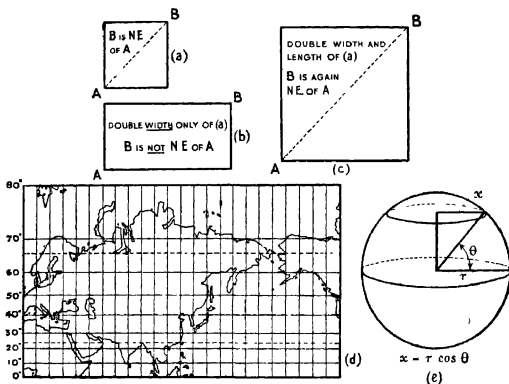 B
B IS NE
OF A
(a)
A
B
DOUBLE WIDTH ONLY OF (a)
B IS NOT NE OF A
(b)
A
B
DOUBLE WIDTH AND
LENGTH OF (a)
B IS AGAIN
NE OF A
A
(c)
80°
70°
60°
50°
40°
30°
20°
10°
0°
(d)
x
θ
r
x = r cos θ
(e)